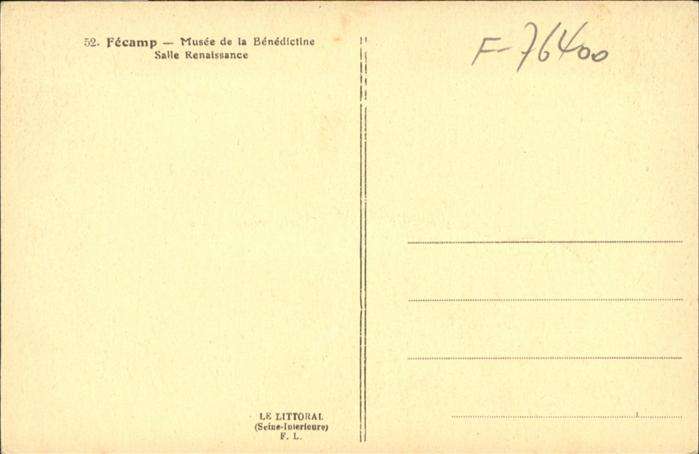 52. Fécamp — Musée de la Bénédictine
Salle Renaissance
F-76400
LE LITTORAL
(Seine-Inferieure)
F. L.